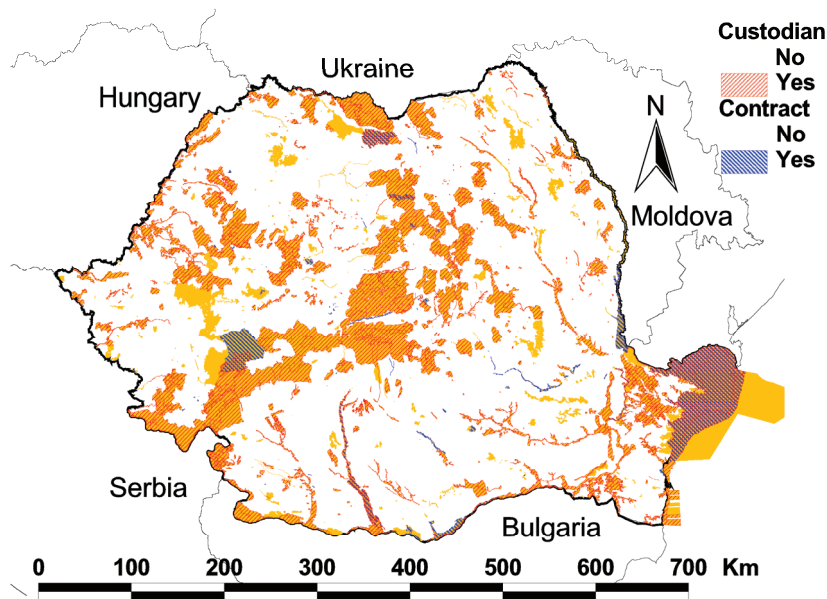 Custodian
No
Yes
Contract
No
Yes
N
Ukraine
Hungary
Moldova
Serbia
Bulgaria
0 100 200 300 400 500 600 700 Km